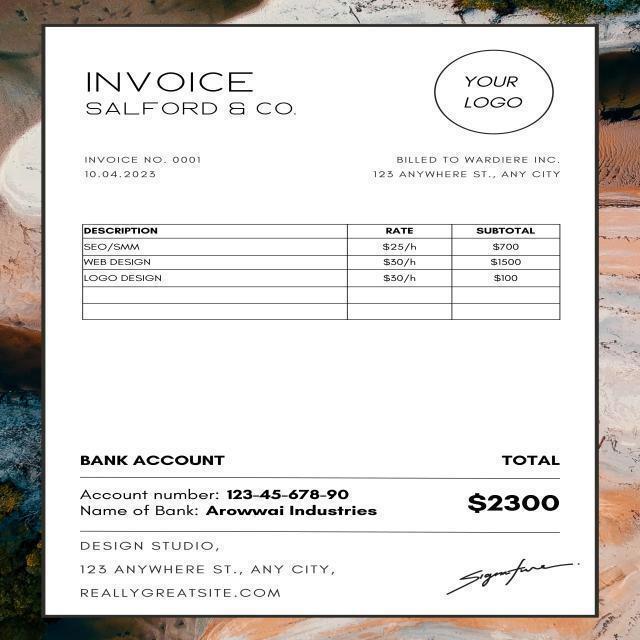 INVOICE
SALFORD & CO.
YOUR
LOGO
INVOICE NO. 0001
10.04.2023
BILLED TO WARDIERE INC.
123 ANYWHERE ST., ANY CITY
DESCRIPTION RATE SUBTOTAL
SEO/SMM $25/h $700
WEB DESIGN $30/h $1500
LOGO DESIGN $30/h $100
BANK ACCOUNT TOTAL
Account number: 123-45-678-90
Name of Bank: Arowwai Industries
$2300
DESIGN STUDIO,
123 ANYWHERE ST., ANY CITY,
REALLYGREATSITE.COM
Signature